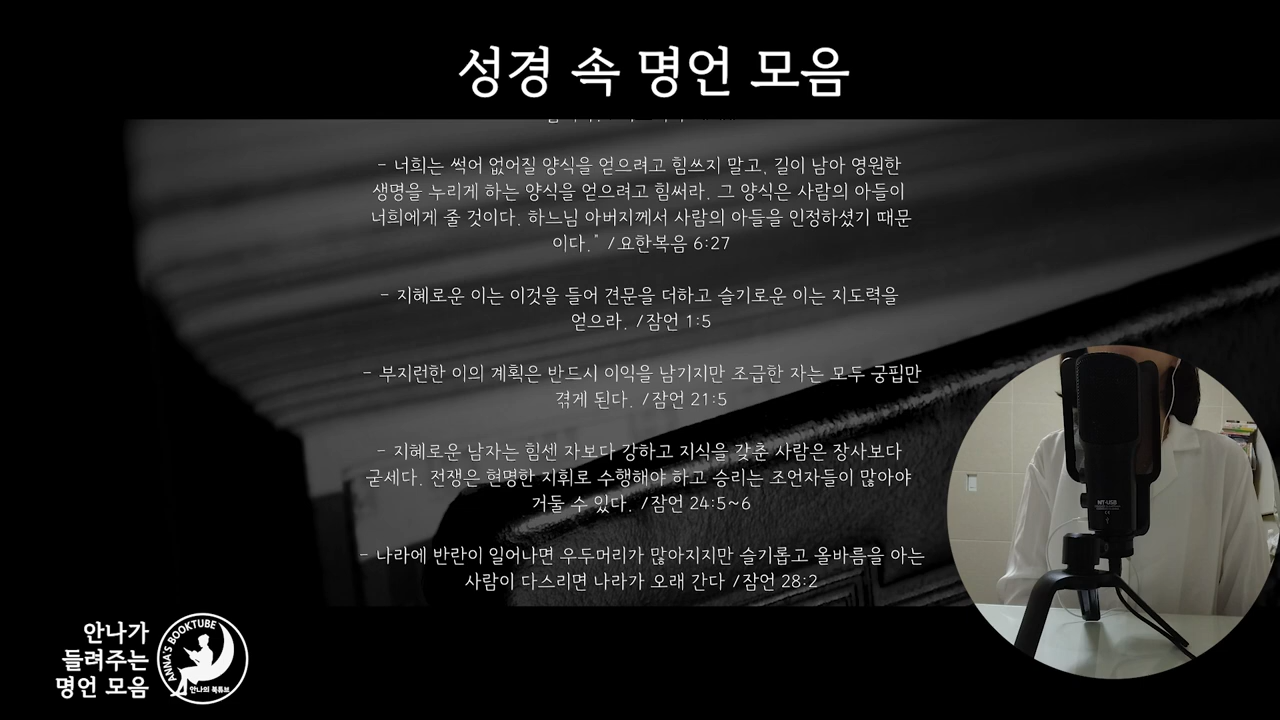 성경 속 명언 모음
- 너희는 썩어 없어질 양식을 얻으려고 힘쓰지 말고, 길이 남아 영원한
생명을 누리게 하는 양식을 얻으려고 힘써라. 그 양식은 사람의 아들이
너희에게 줄 것이다. 하느님 아버지께서 사람의 아들을 인정하셨기 때문
이다." /요한복음 6:27
- 지혜로운 이는 이것을 들어 견문을 더하고 슬기로운 이는 지도력을
얻으라. /잠언 1:5
- 부지런한 이의 계획은 반드시 이익을 남기지만 조급한 자는 모두 궁핍만
겪게 된다. /잠언 21:5
- 지혜로운 남자는 힘센 자보다 강하고 지식을 갖춘 사람은 장사보다
굳세다. 전쟁은 현명한 지휘로 수행해야 하고 승리는 조언자들이 많아야
거둘 수 있다. /잠언 24:5~6
- 나라에 반란이 일어나면 우두머리가 많아지지만 슬기롭고 올바름을 아는
사람이 다스리면 나라가 오래 간다 /잠언 28:2
안나가
들려주는
명언 모음
ANNA'S BOOKTUBE
안나의 북튜브
NT-USB